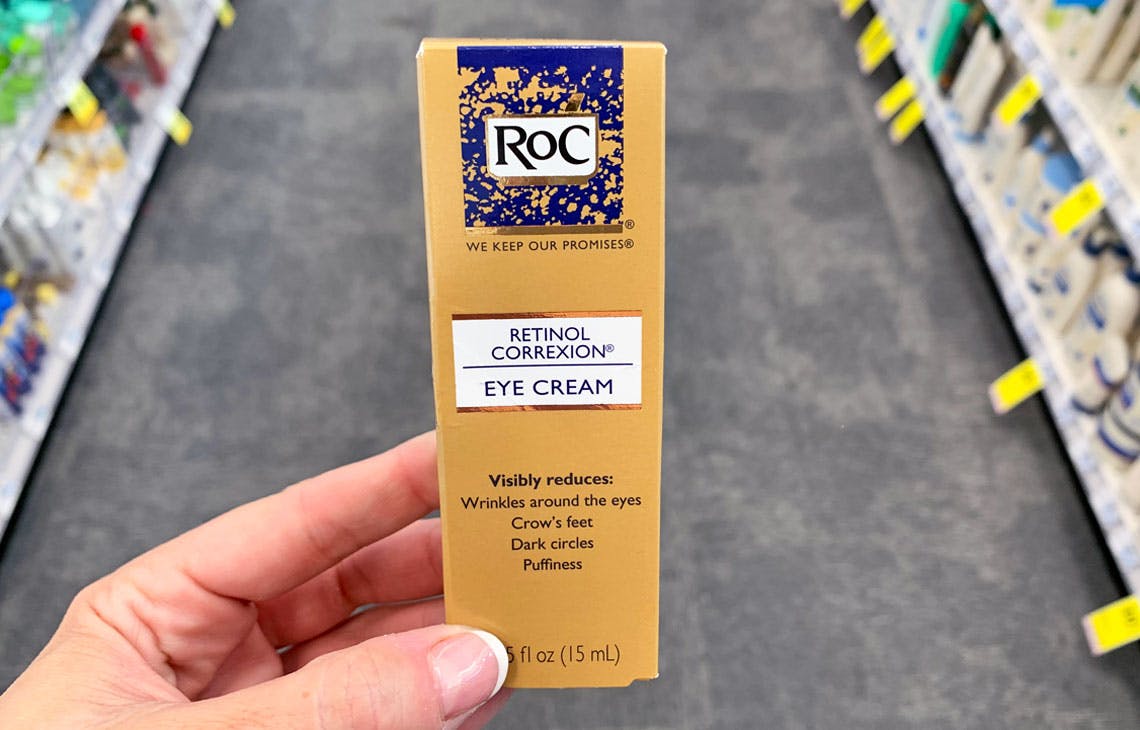 RoC
®
WE KEEP OUR PROMISES®
RETINOL
CORREXION®
EYE CREAM
Visibly reduces:
Wrinkles around the eyes
Crow's feet
Dark circles
Puffiness
5 fl oz (15 mL)